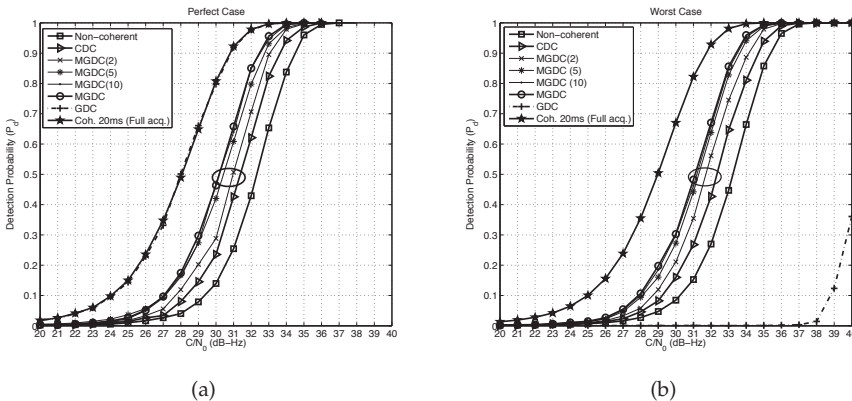 Perfect Case
Detection Probability (P_d)
1
0.9
0.8
0.7
0.6
0.5
0.4
0.3
0.2
0.1
0
Non−coherent
CDC
MGDC(2)
MGDC (5)
MGDC(10)
MGDC
GDC
Coh. 20ms (Full acq.)
20 21 22 23 24 25 26 27 28 29 30 31 32 33 34 35 36 37 38 39 40
C/N_0 (dB−Hz)
(a)
Worst Case
Detection Probability (P_d)
1
0.9
0.8
0.7
0.6
0.5
0.4
0.3
0.2
0.1
0
Non−coherent
CDC
MGDC(2)
MGDC (5)
MGDC (10)
MGDC
GDC
Coh. 20ms (Full acq.)
20 21 22 23 24 25 26 27 28 29 30 31 32 33 34 35 36 37 38 39 40
C/N_0 (dB−Hz)
(b)